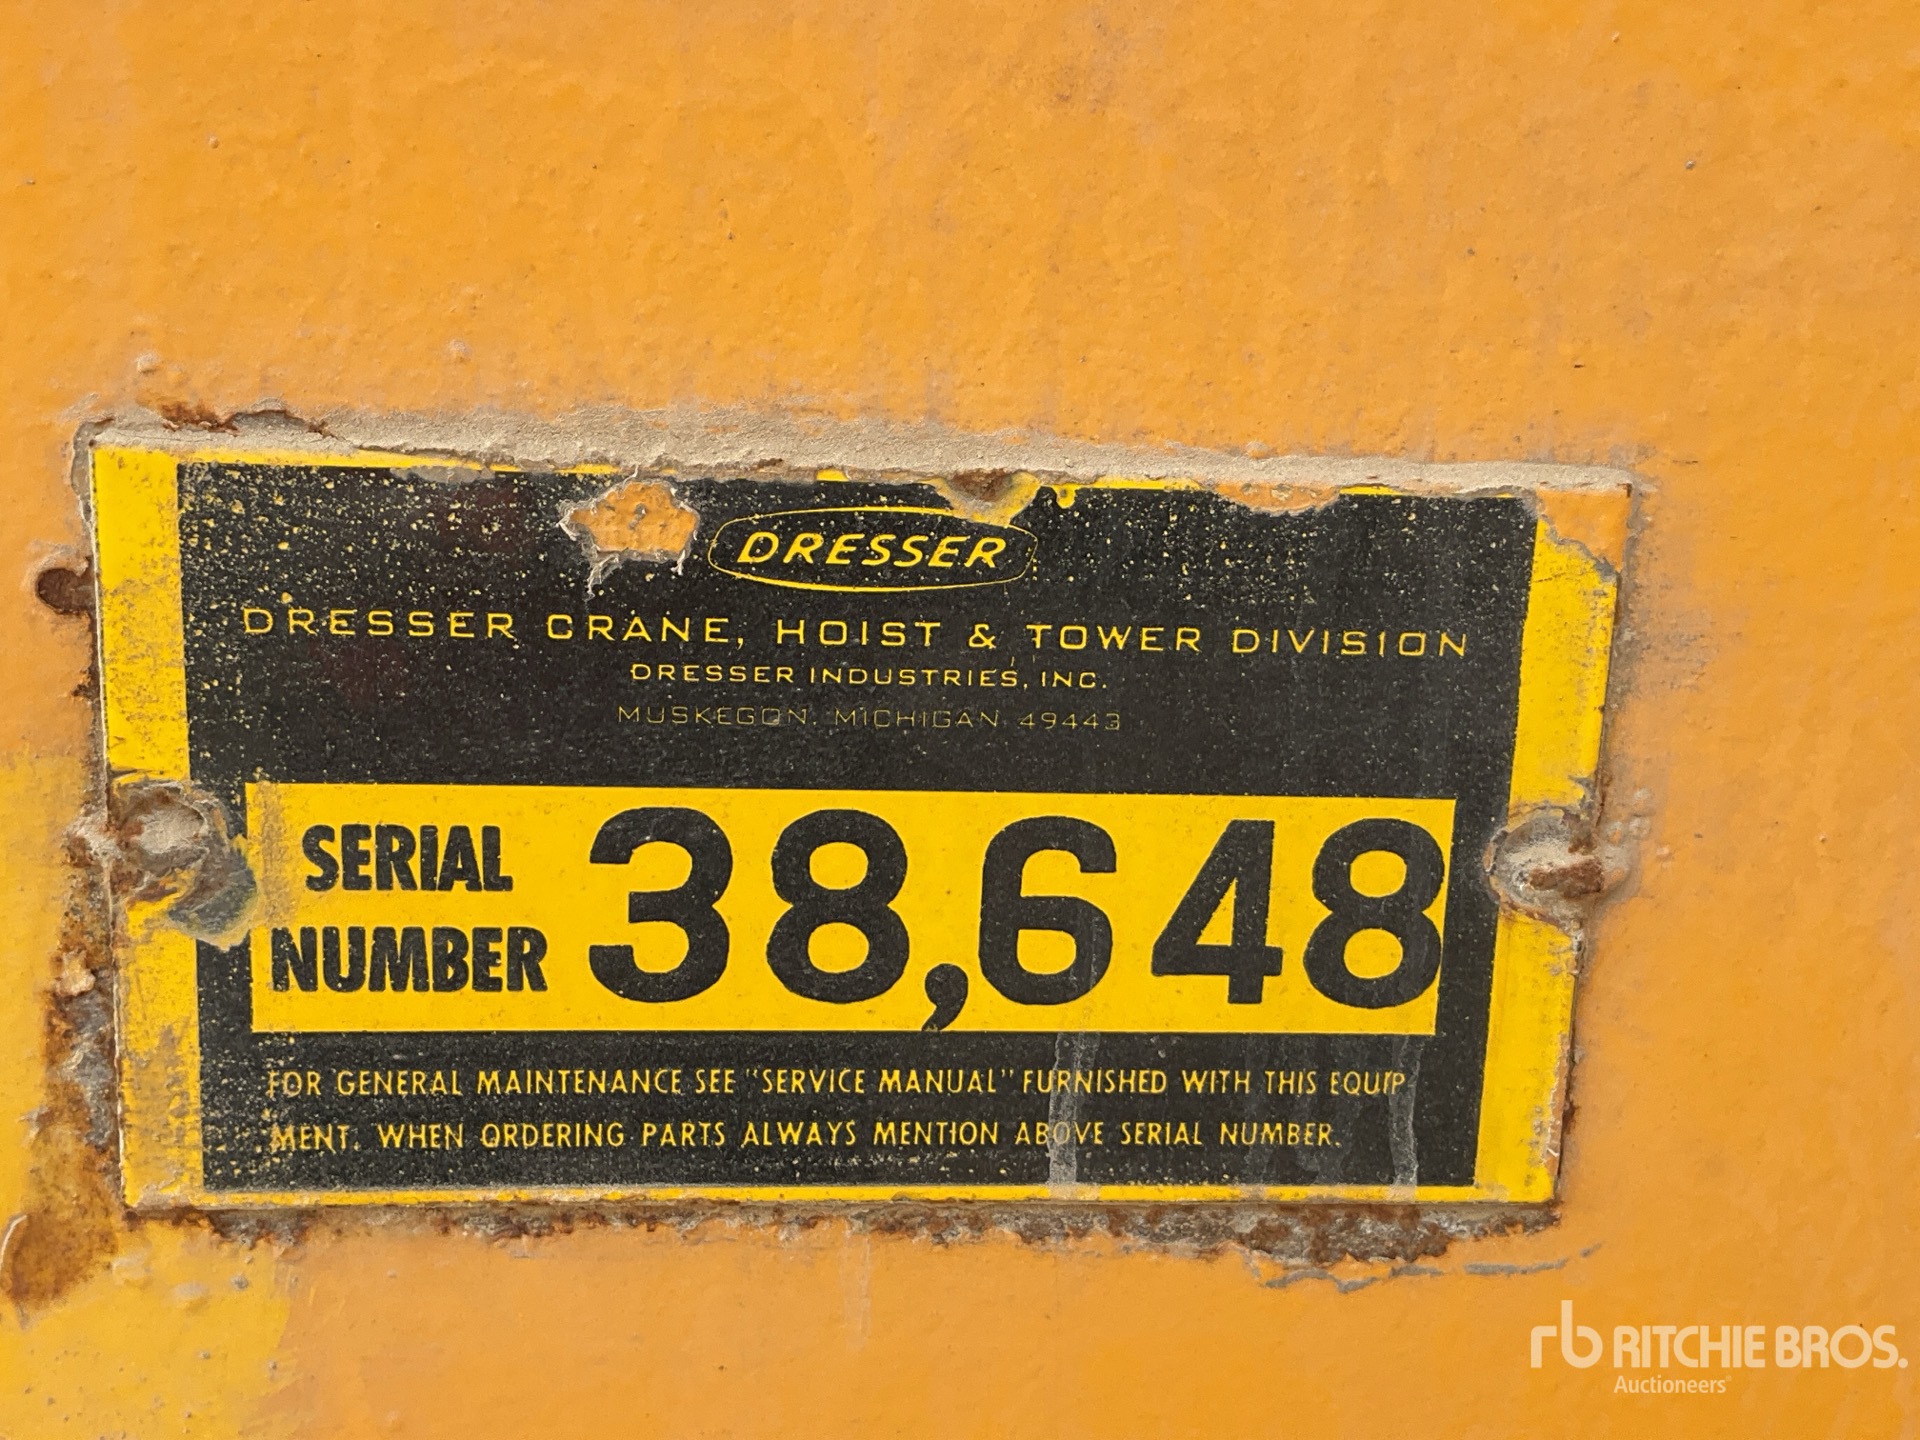 DRESSER
DRESSER CRANE, HOIST & TOWER DIVISION
DRESSER INDUSTRIES, INC.
MUSKEGON, MICHIGAN 49443
SERIAL
NUMBER
38,648
FOR GENERAL MAINTENANCE SEE "SERVICE MANUAL" FURNISHED WITH THIS EQUIP
MENT. WHEN ORDERING PARTS ALWAYS MENTION ABOVE SERIAL NUMBER.
rb RITCHIE BROS.
Auctioneers